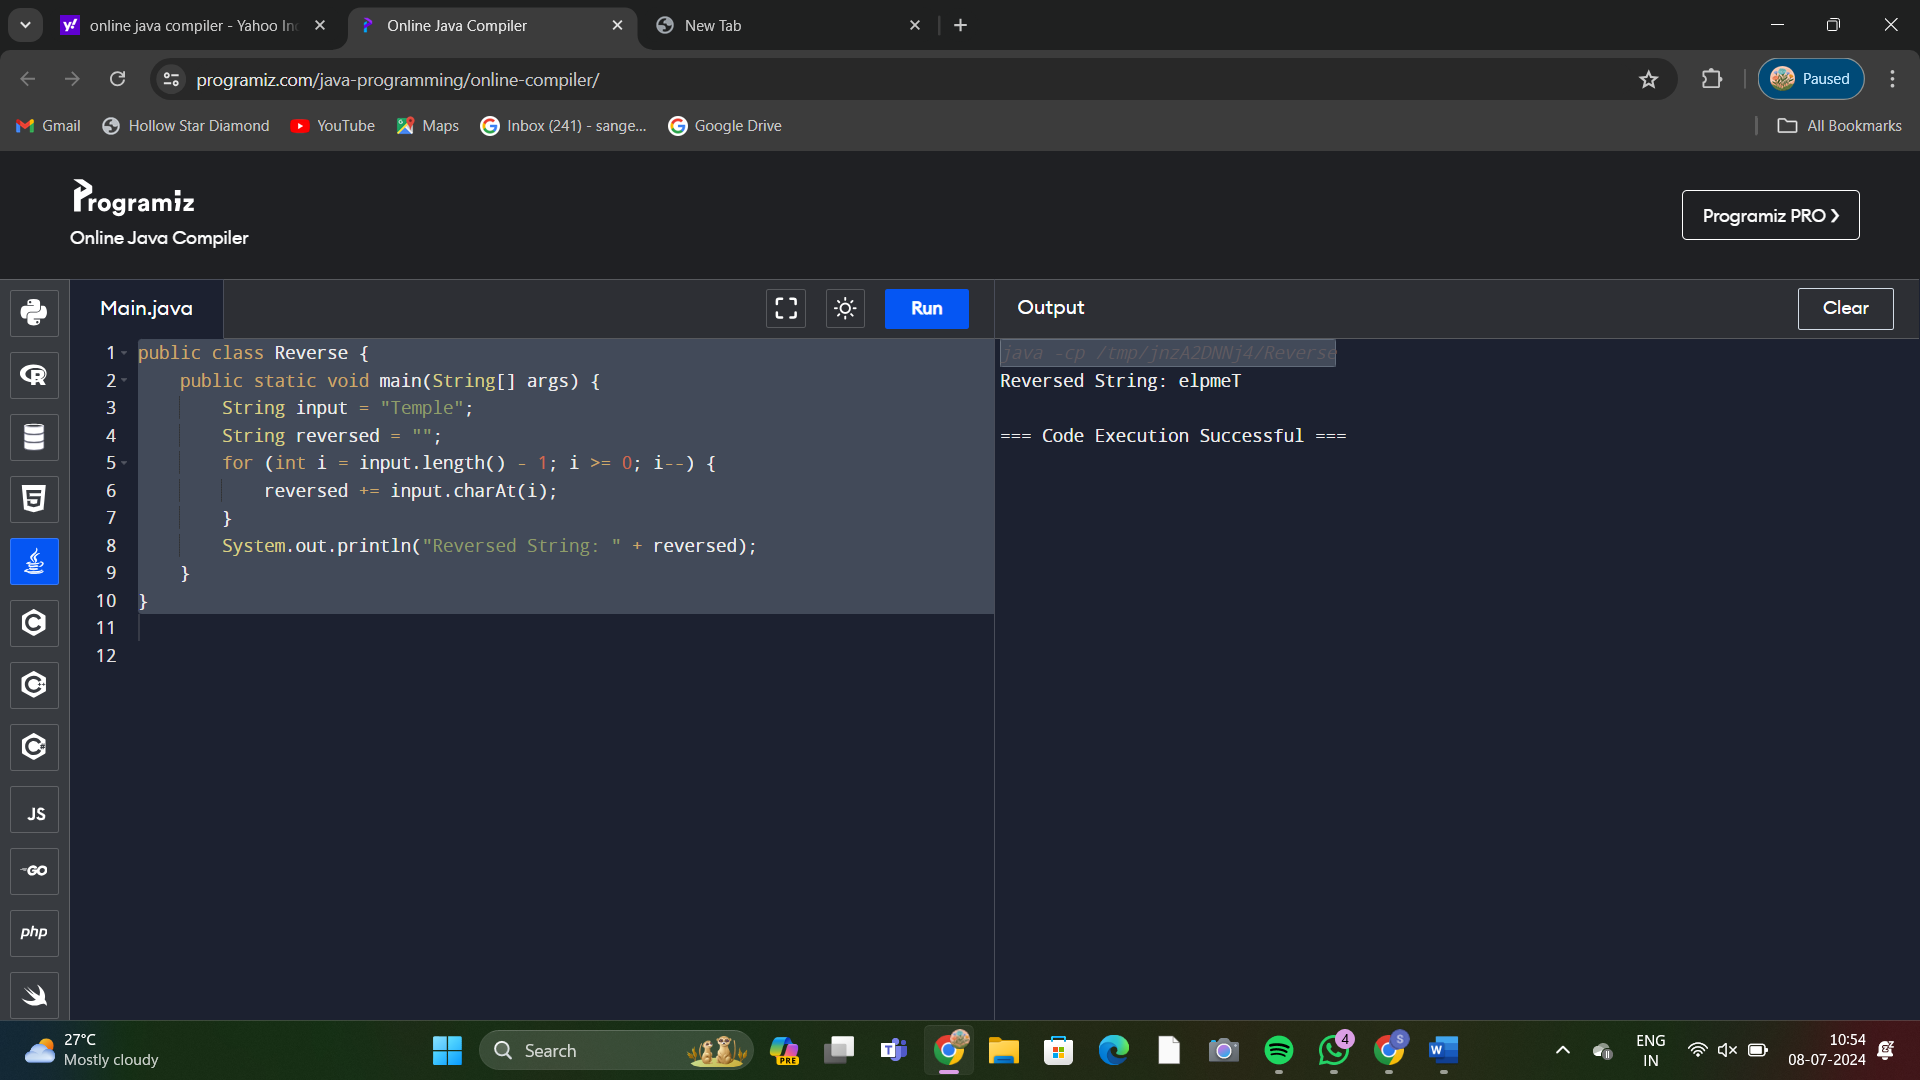 online java compiler - Yahoo In
Online Java Compiler
New Tab
programiz.com/java-programming/online-compiler/
Paused
Gmail
Hollow Star Diamond
YouTube
Maps
Inbox (241) - sange...
Google Drive
All Bookmarks
Programiz
Online Java Compiler
Programiz PRO ❯
Main.java
Run
Output
Clear
1 public class Reverse {
2     public static void main(String[] args) {
3         String input = "Temple";
4         String reversed = "";
5         for (int i = input.length() - 1; i >= 0; i--) {
6             reversed += input.charAt(i);
7         }
8         System.out.println("Reversed String: " + reversed);
9     }
10 }
11
12
java -cp /tmp/jnzA2DNNj4/Reverse
Reversed String: elpmeT
=== Code Execution Successful ===
JS
GO
php
27°C
Mostly cloudy
Search
PRE
4
S
ENG
IN
10:54
08-07-2024